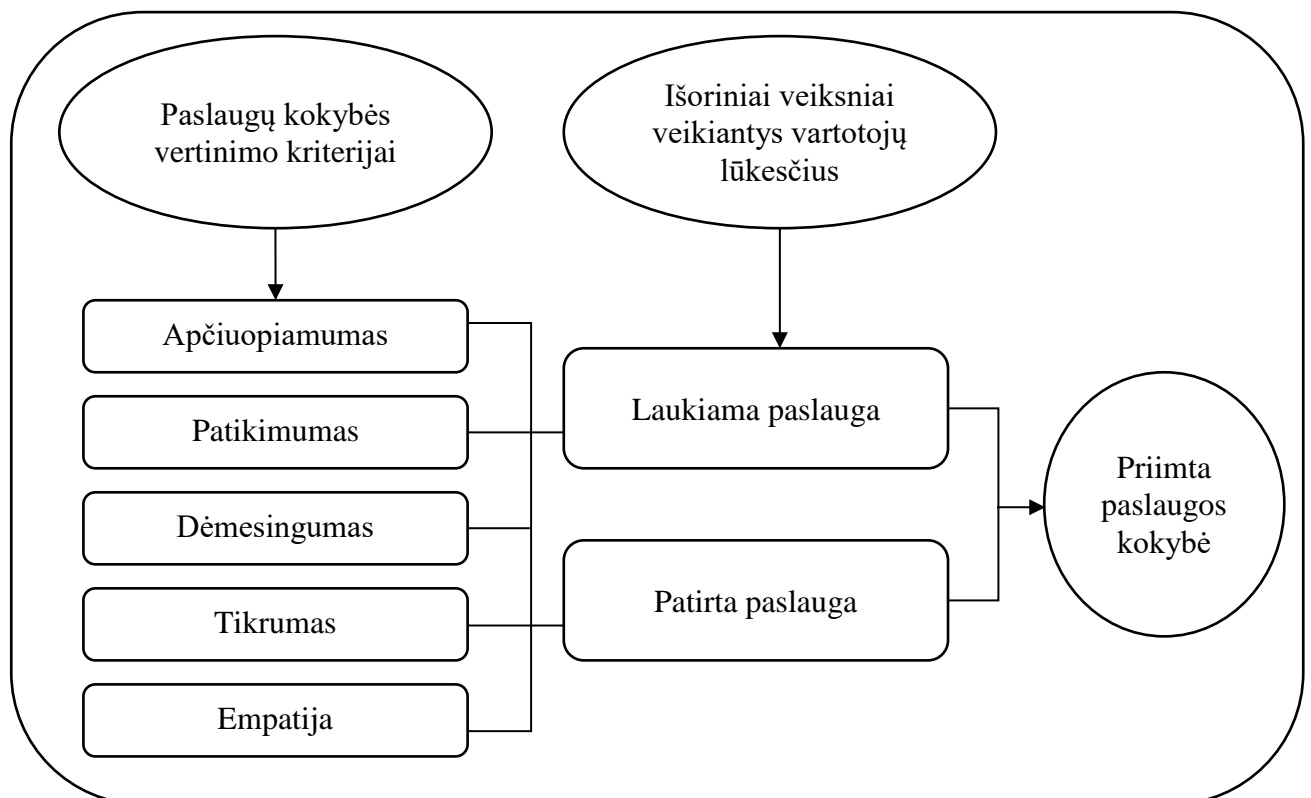 Paslaugų kokybės
vertinimo kriterijai
Išoriniai veiksniai
veikiantys vartotojų
lūkesčius
Apčiuopiamumas
Patikimumas
Dėmesingumas
Tikrumas
Empatija
Laukiama paslauga
Patirta paslauga
Priimta
paslaugos
kokybė